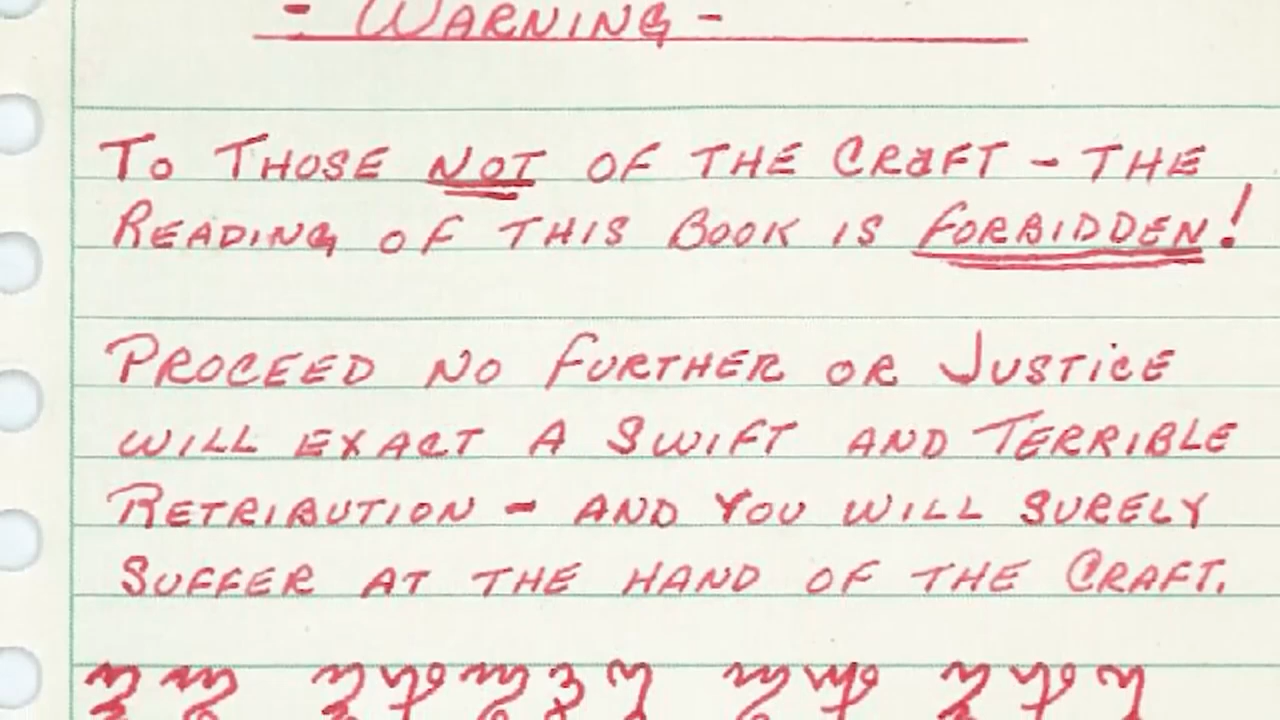 - WARNING -
TO THOSE NOT OF THE CRAFT - THE
READING OF THIS BOOK IS FORBIDDEN!
PROCEED NO FURTHER OR JUSTICE
WILL EXACT A SWIFT AND TERRIBLE
RETRIBUTION - AND YOU WILL SURELY
SUFFER AT THE HAND OF THE CRAFT.